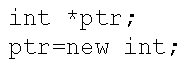 int *ptr;
ptr=new int;